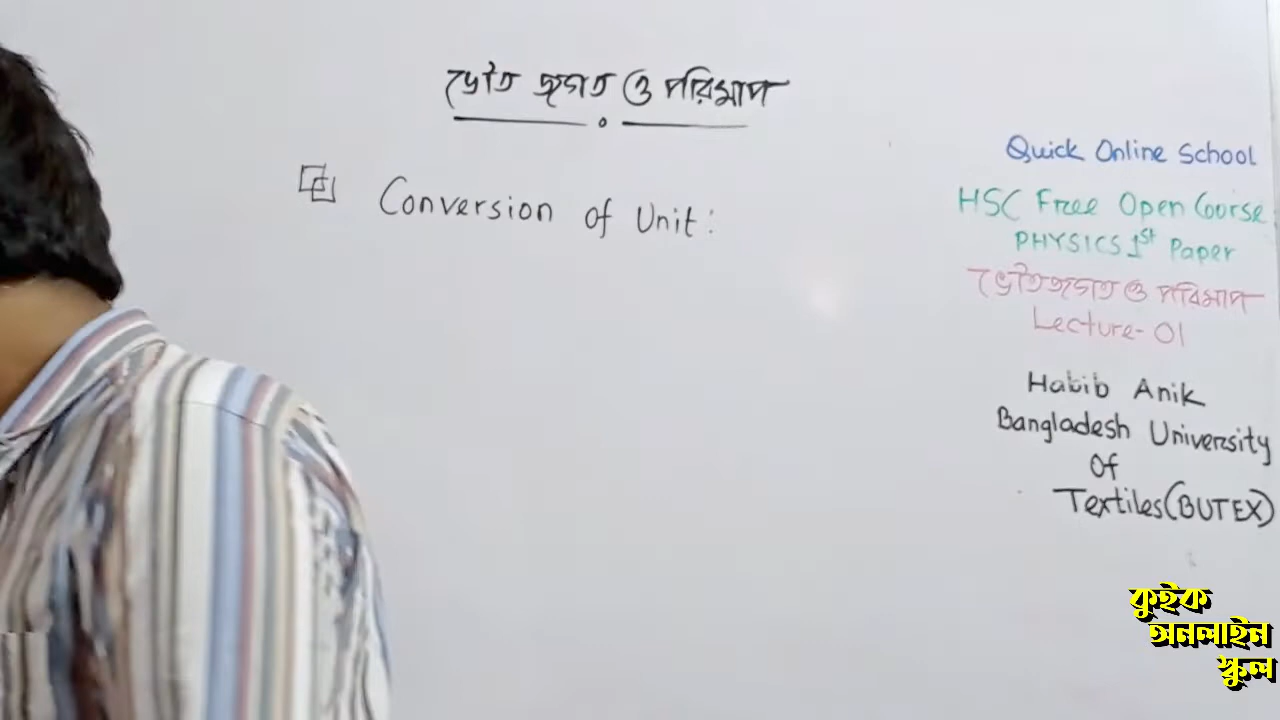 ভৌত জগত ও পরিমাপ
Conversion of Unit:
Quick Online School
HSC Free Open Course
PHYSICS 1st Paper
ভৌতজগত ও পরিমাপ
Lecture-01
Habib Anik
Bangladesh University
Of
Textiles(BUTEX)
কুইক
অনলাইন
স্কুল